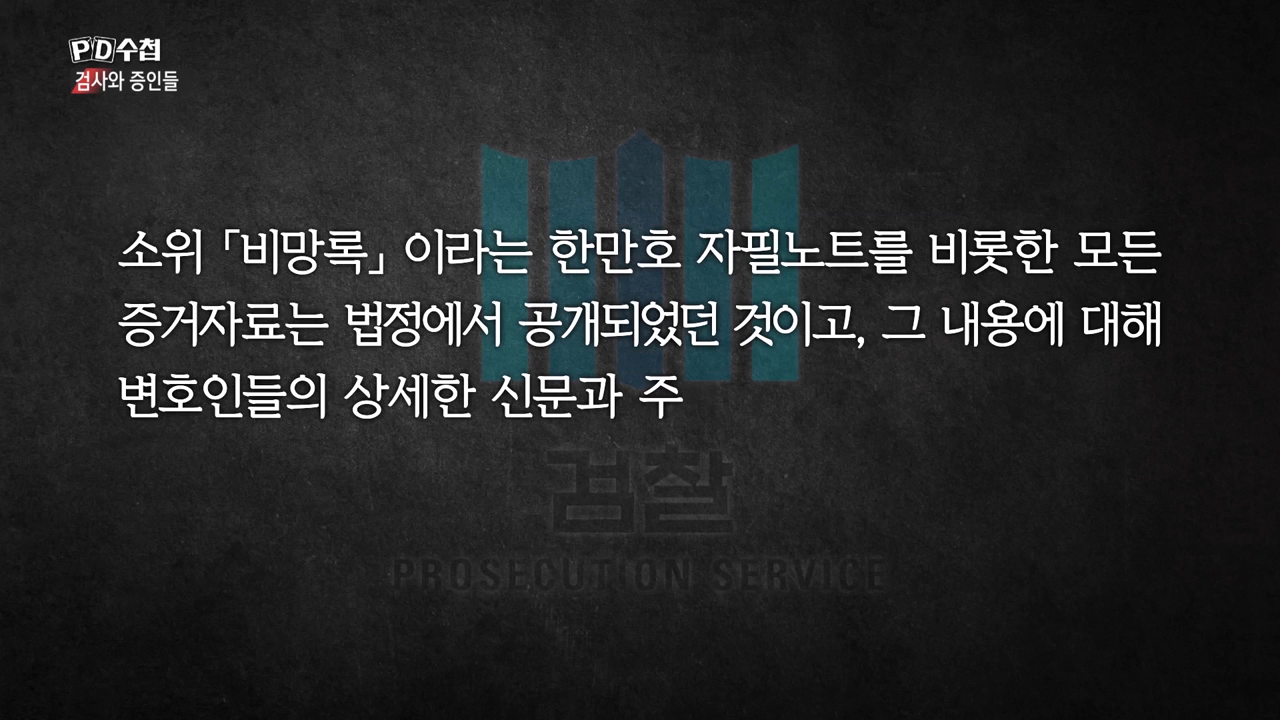 PD수첩
검사와 증인들
소위 「비망록」 이라는 한만호 자필노트를 비롯한 모든
증거자료는 법정에서 공개되었던 것이고, 그 내용에 대해
변호인들의 상세한 신문과 주
검찰
PROSECUTION SERVICE